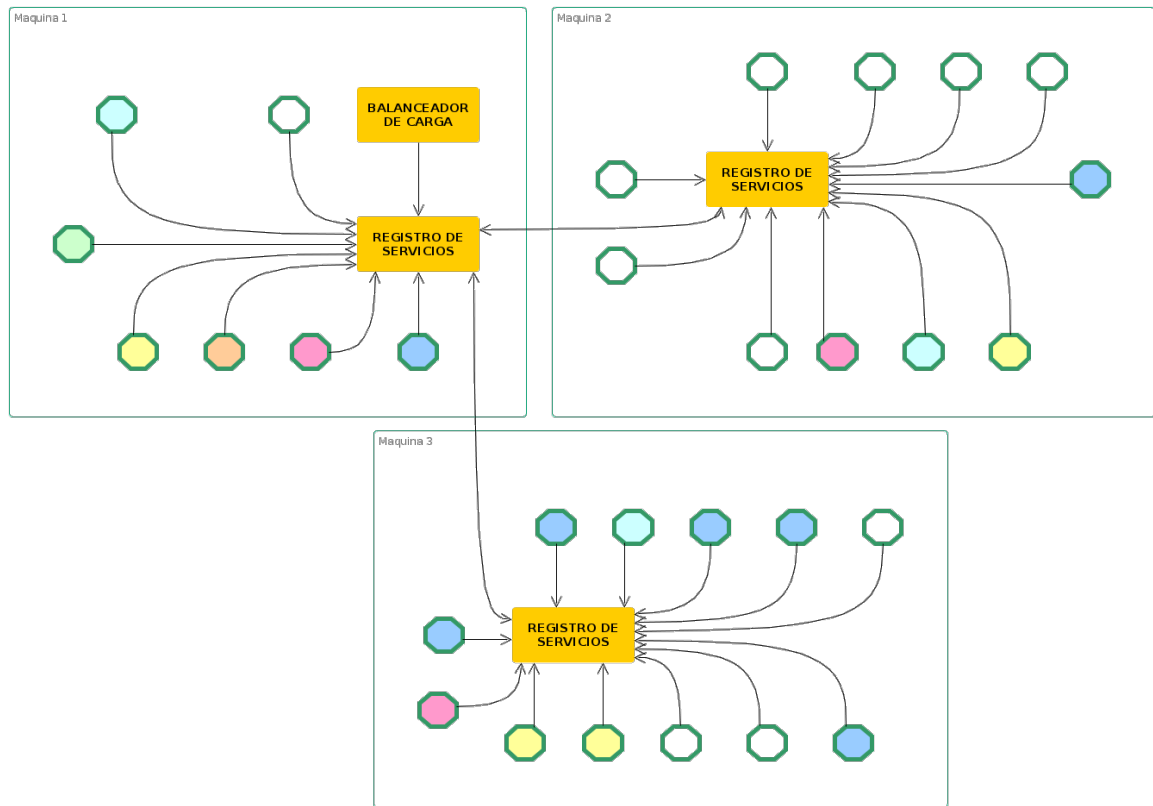 Maquina 1
Maquina 2
BALANCEADOR
DE CARGA
REGISTRO DE
SERVICIOS
REGISTRO DE
SERVICIOS
Maquina 3
REGISTRO DE
SERVICIOS